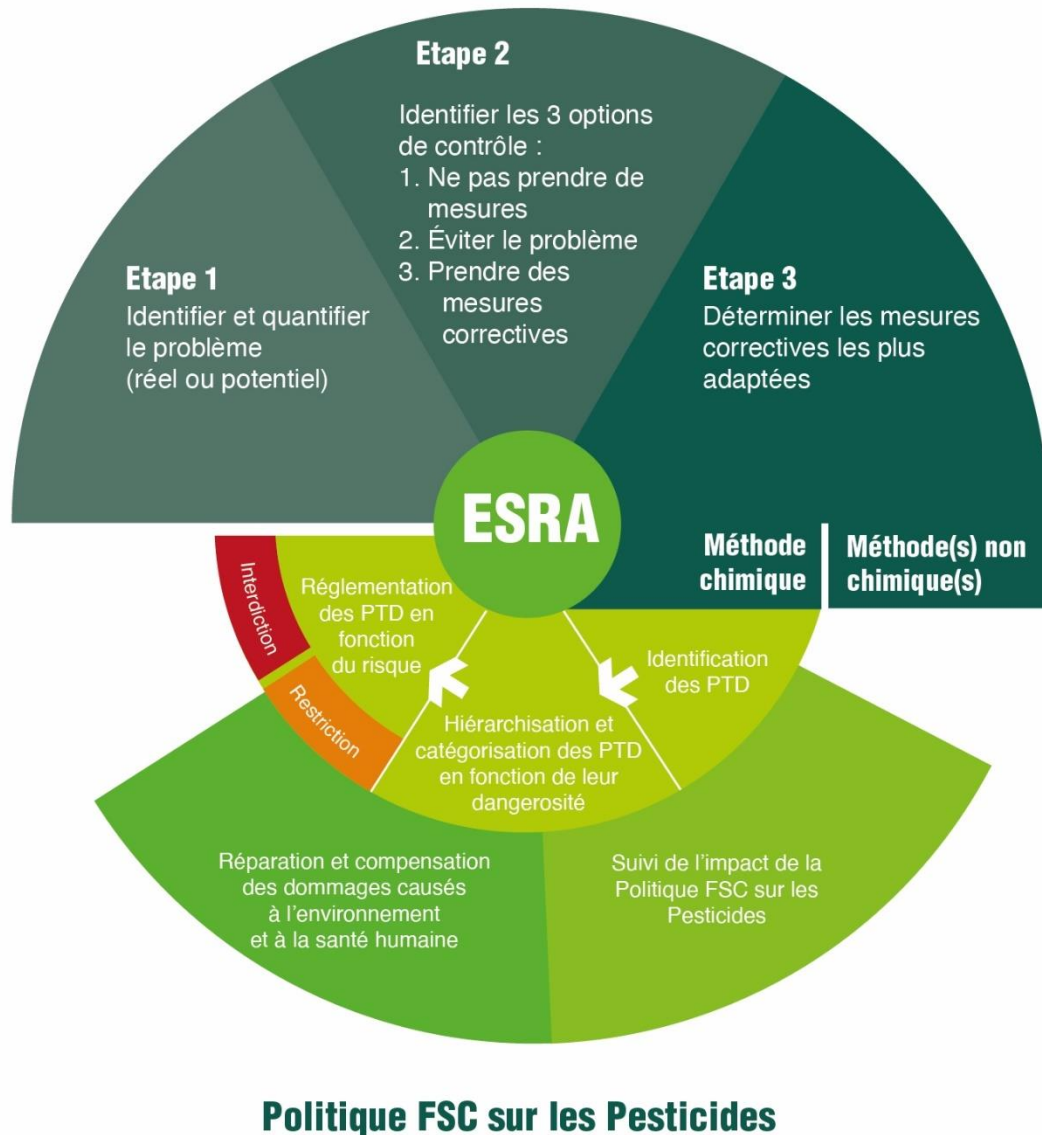 Etape 1
Identifier et quantifier
le problème
(réel ou potentiel)
Etape 2
Identifier les 3 options
de contrôle :
1. Ne pas prendre de
mesures
2. Éviter le problème
3. Prendre des
mesures
correctives
Etape 3
Déterminer les mesures
correctives les plus
adaptées
ESRA
Méthode
chimique
Méthode(s) non
chimique(s)
Identification
des PTD
Hiérarchisation et
catégorisation des PTD
en fonction de leur
dangerosité
Réglementation
des PTD en
fonction
du risque
Interdiction
Restriction
Réparation et compensation
des dommages causés
à l'environnement
et à la santé humaine
Suivi de l'impact de la
Politique FSC sur les
Pesticides
Politique FSC sur les Pesticides